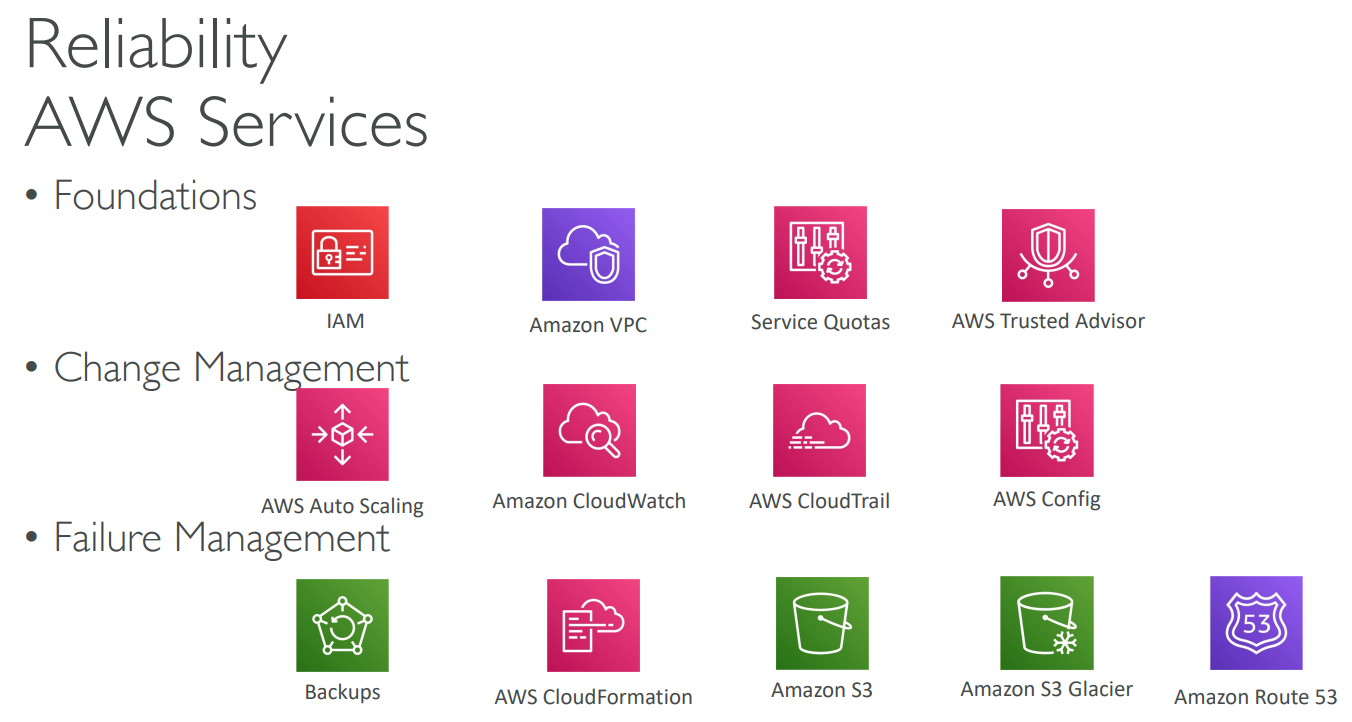 Reliability
AWS Services
• Foundations
IAM
Amazon VPC
Service Quotas
AWS Trusted Advisor
• Change Management
AWS Auto Scaling
Amazon CloudWatch
AWS CloudTrail
AWS Config
• Failure Management
Backups
AWS CloudFormation
Amazon S3
Amazon S3 Glacier
53
Amazon Route 53